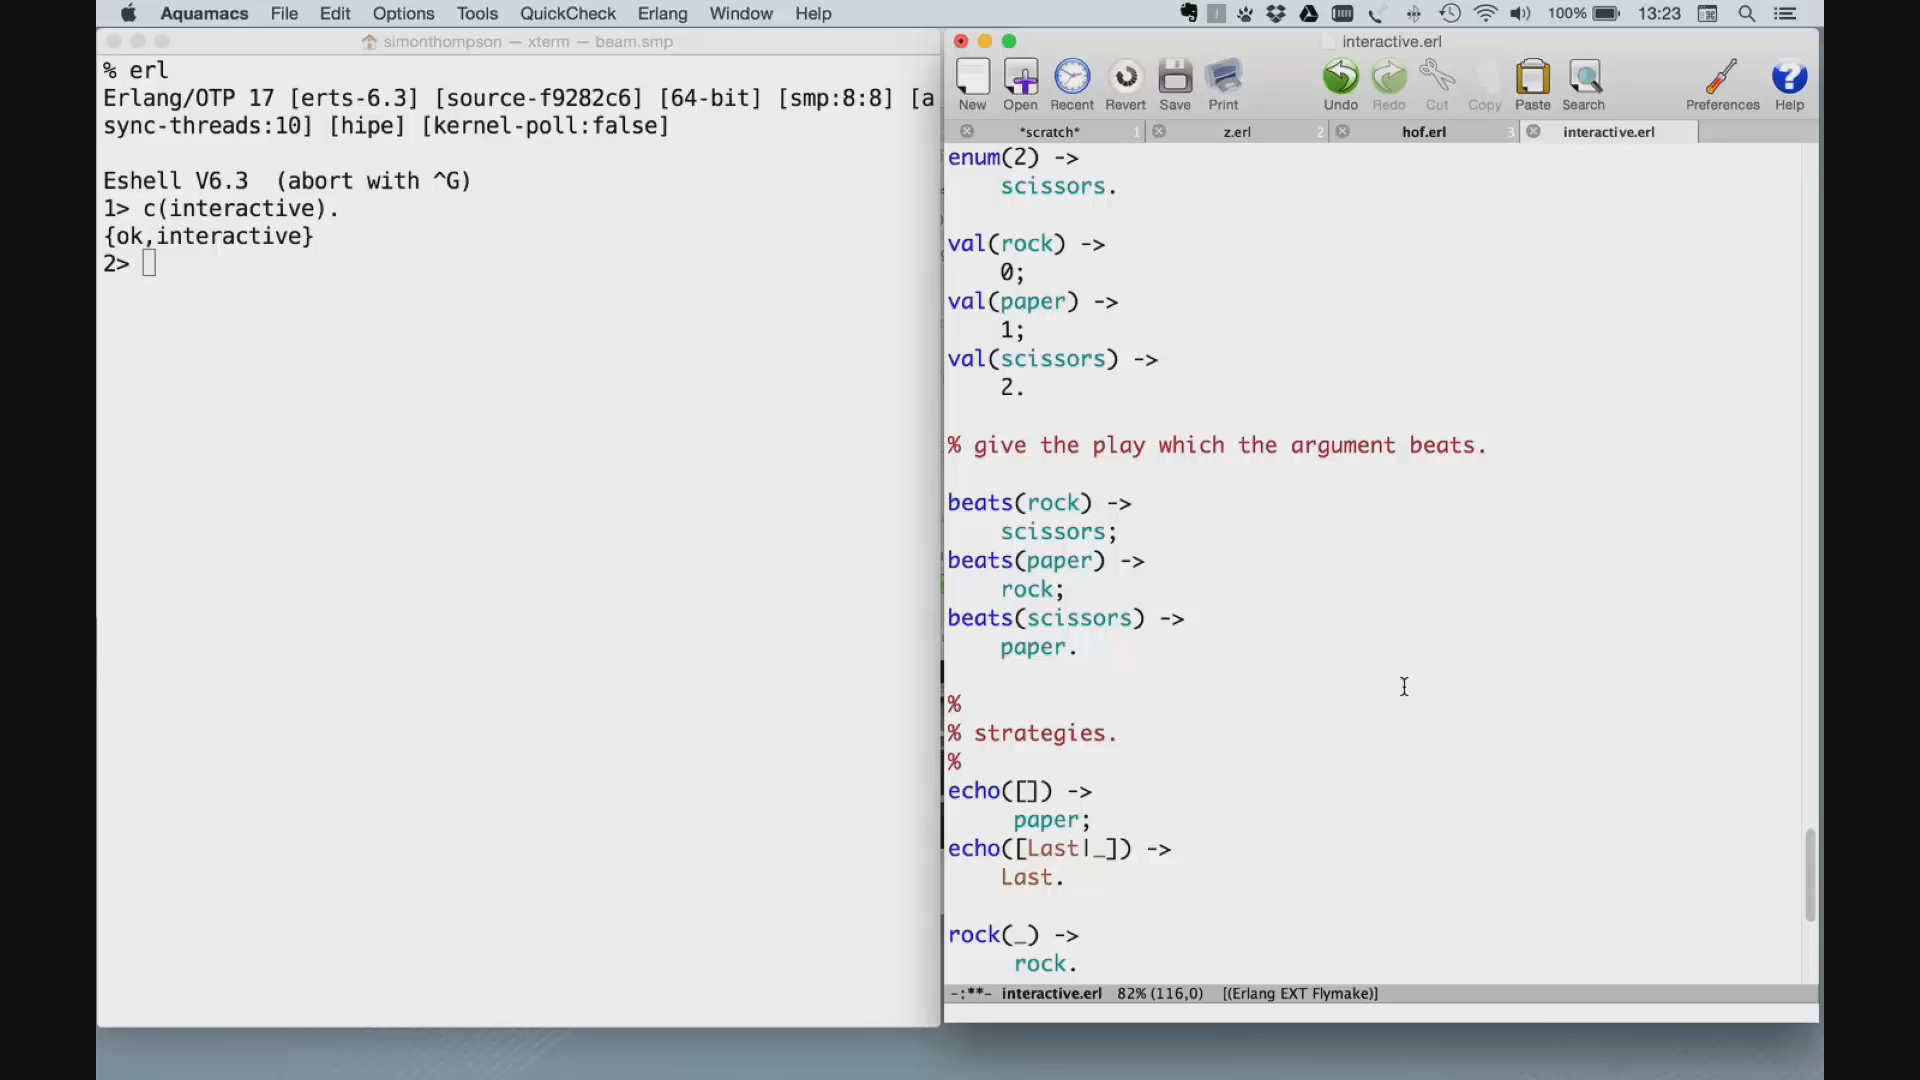 Aquamacs File Edit Options Tools QuickCheck Erlang Window Help 100% 13:23
simonthompson — xterm — beam.smp
% erl
Erlang/OTP 17 [erts-6.3] [source-f9282c6] [64-bit] [smp:8:8] [a
sync-threads:10] [hipe] [kernel-poll:false]
Eshell V6.3  (abort with ^G)
1> c(interactive).
{ok,interactive}
2>
interactive.erl
New Open Recent Revert Save Print Undo Redo Cut Copy Paste Search Preferences Help
*scratch* 1 z.erl 2 hof.erl 3 interactive.erl
enum(2) ->
scissors.
val(rock) ->
0;
val(paper) ->
1;
val(scissors) ->
2.
% give the play which the argument beats.
beats(rock) ->
scissors;
beats(paper) ->
rock;
beats(scissors) ->
paper.
%
% strategies.
%
echo([]) ->
paper;
echo([Last|_]) ->
Last.
rock(_) ->
rock.
-:**- interactive.erl 82% (116,0) [(Erlang EXT Flymake)]